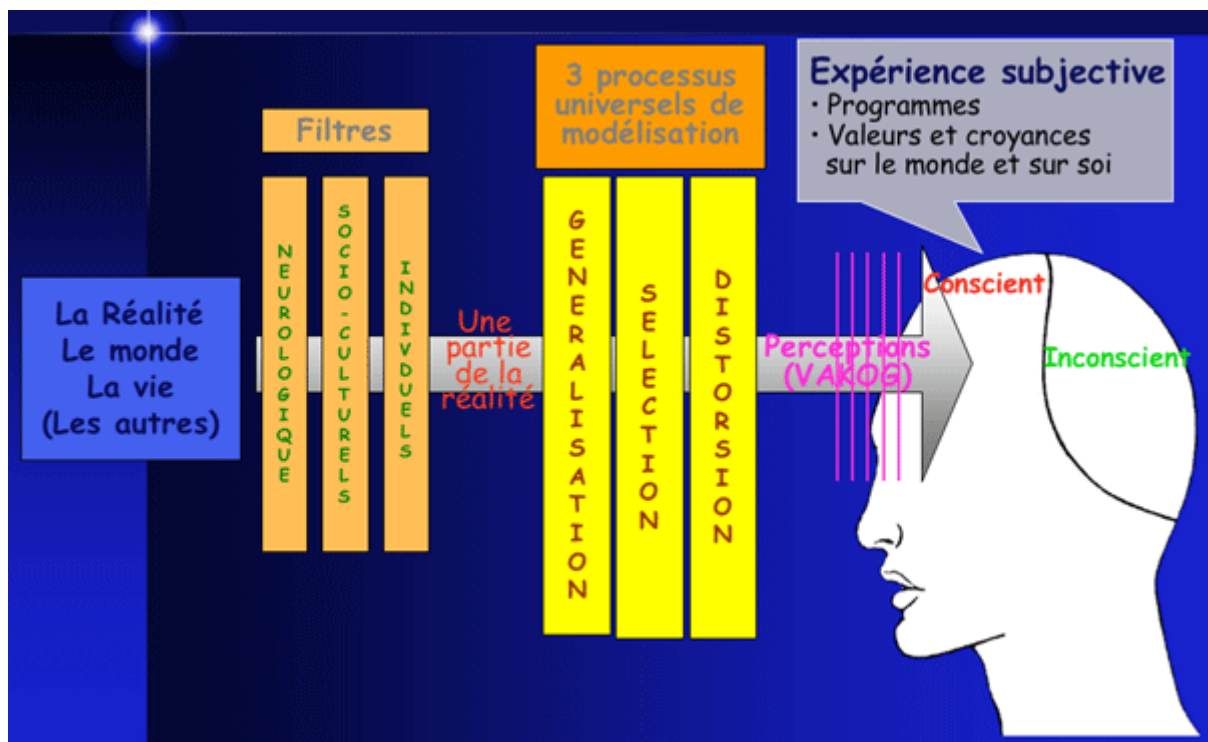 La Réalité
Le monde
La vie
(Les autres)
Filtres
NEUROLOGIQUE
SOCIO-CULTURELS
INDIVDUELS
Une
partie
de la
réalité
3 processus
universels de
modélisation
GENERALISATION
SELECTION
DISTORSION
Perceptions
(VAKOG)
Expérience subjective
• Programmes
• Valeurs et croyances
sur le monde et sur soi
Conscient
Inconscient